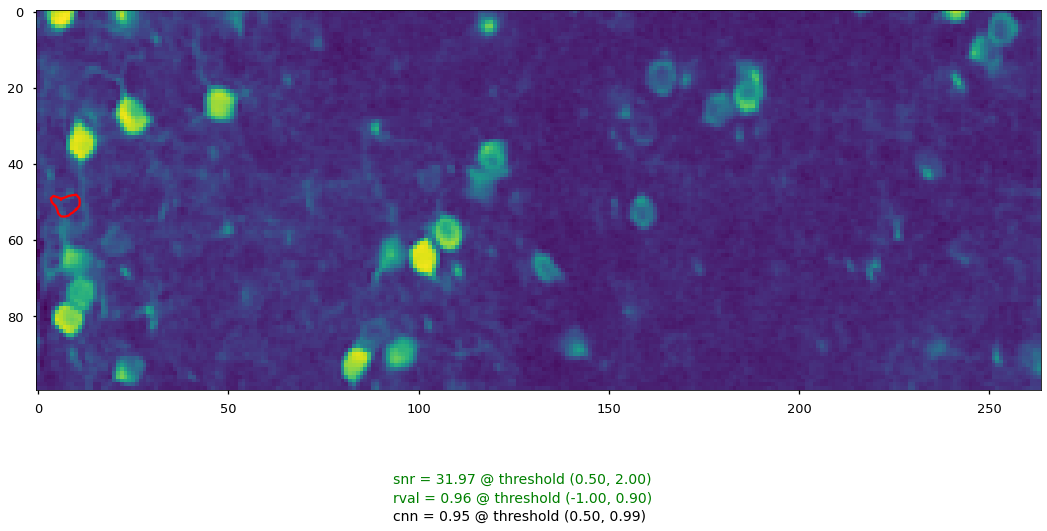 0
20
40
60
80
0 50 100 150 200 250
snr = 31.97 @ threshold (0.50, 2.00)
rval = 0.96 @ threshold (-1.00, 0.90)
cnn = 0.95 @ threshold (0.50, 0.99)